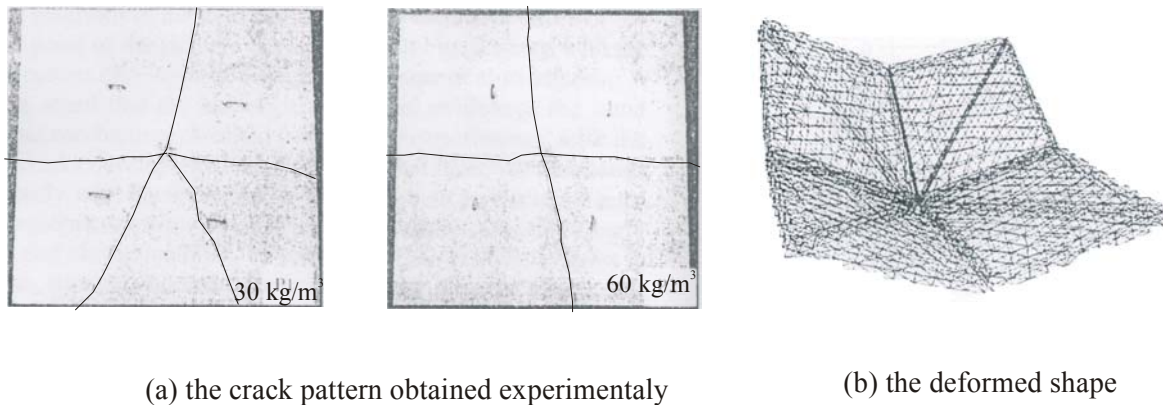 30 kg/m³
60 kg/m³
(a) the crack pattern obtained experimentaly
(b) the deformed shape